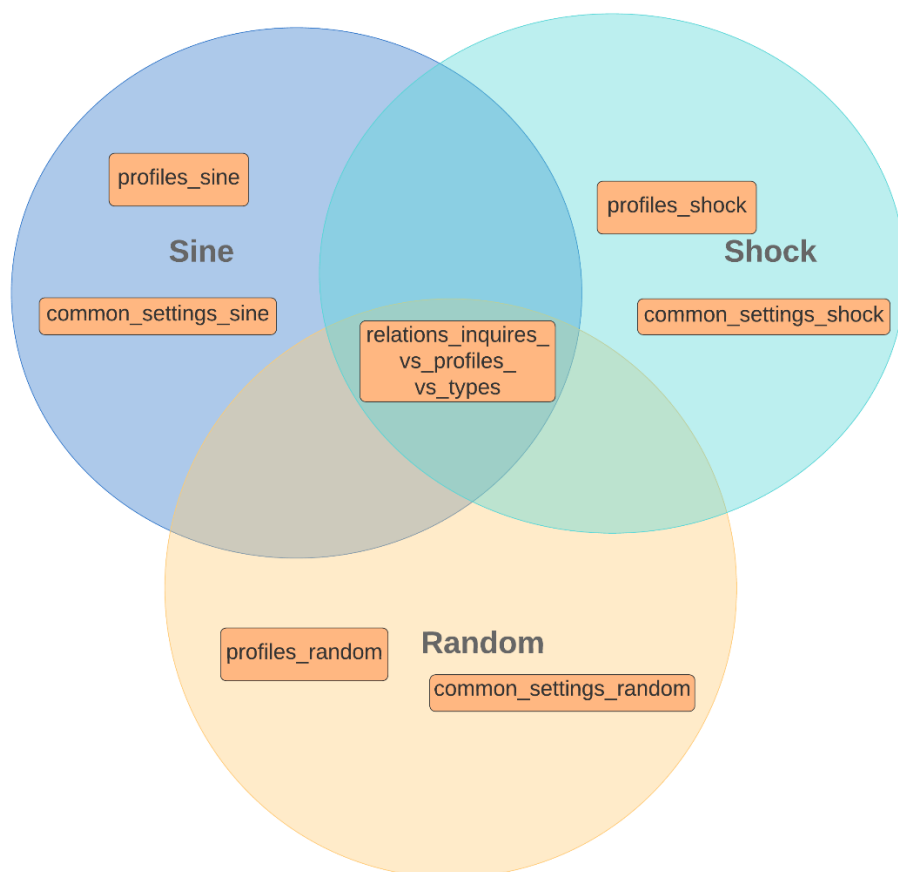 profiles_sine
profiles_shock
Sine
Shock
common_settings_sine
common_settings_shock
relations_inquires_
vs_profiles_
vs_types
profiles_random
Random
common_settings_random